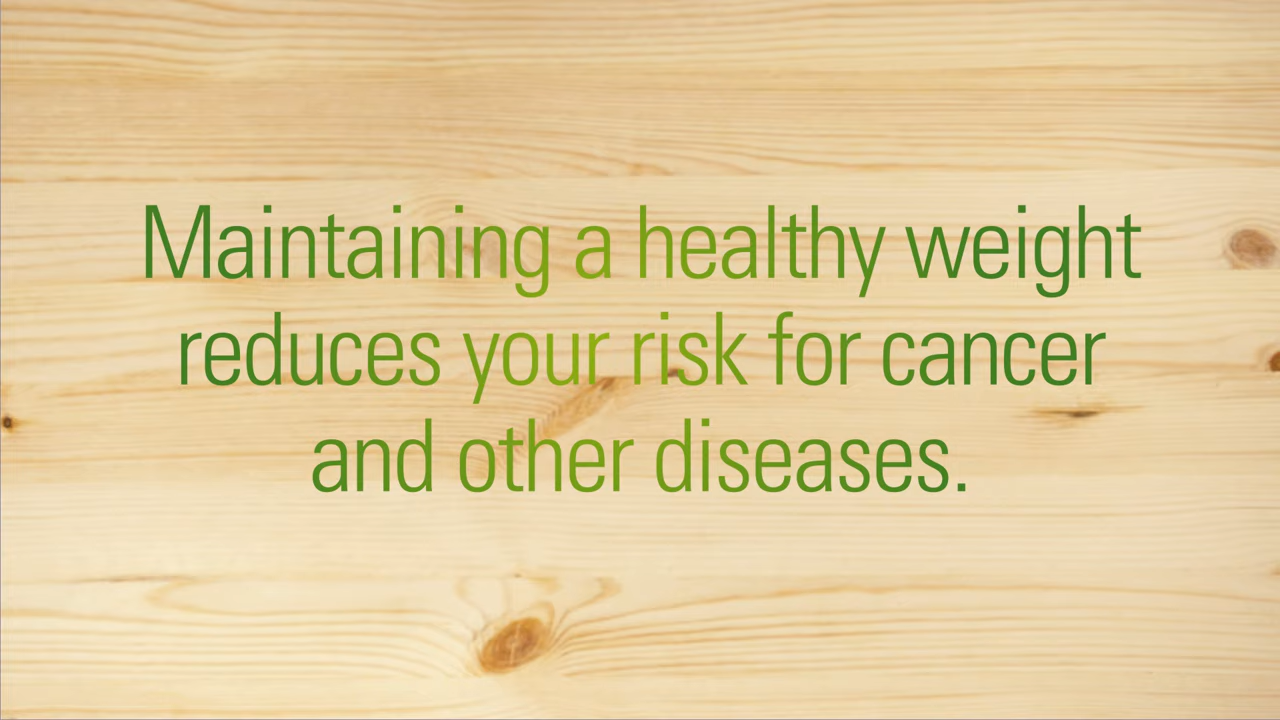 Maintaining a healthy weight
reduces your risk for cancer
and other diseases.